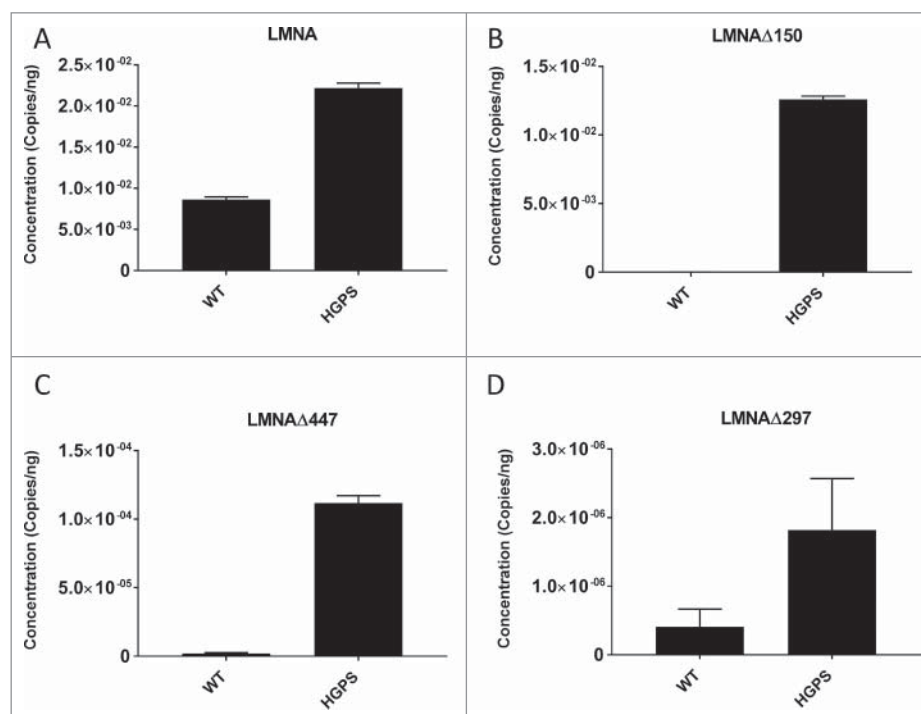 A
LMNA
Concentration (Copies/ng)
2.5×10⁻⁰²
2.0×10⁻⁰²
1.5×10⁻⁰²
1.0×10⁻⁰²
5.0×10⁻⁰³
0
WT
HGPS
B
LMNAΔ150
Concentration (Copies/ng)
1.5×10⁻⁰²
1.0×10⁻⁰²
5.0×10⁻⁰³
0
WT
HGPS
C
LMNAΔ447
Concentration (Copies/ng)
1.5×10⁻⁰⁴
1.0×10⁻⁰⁴
5.0×10⁻⁰⁵
0
WT
HGPS
D
LMNAΔ297
Concentration (Copies/ng)
3.0×10⁻⁰⁶
2.0×10⁻⁰⁶
1.0×10⁻⁰⁶
0
WT
HGPS